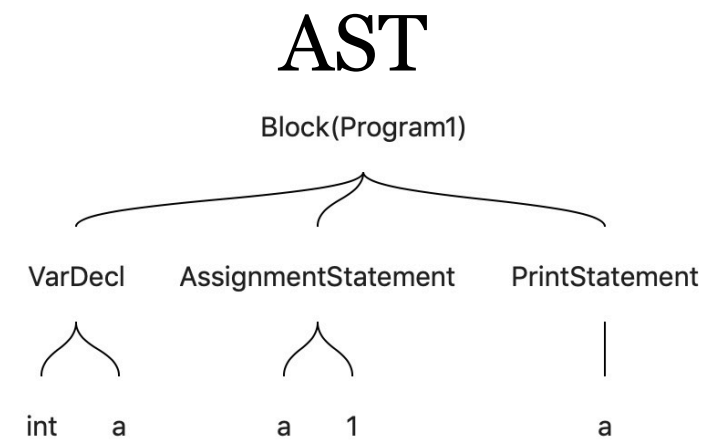 AST
Block(Program1)
VarDecl AssignmentStatement PrintStatement
int a a 1 a